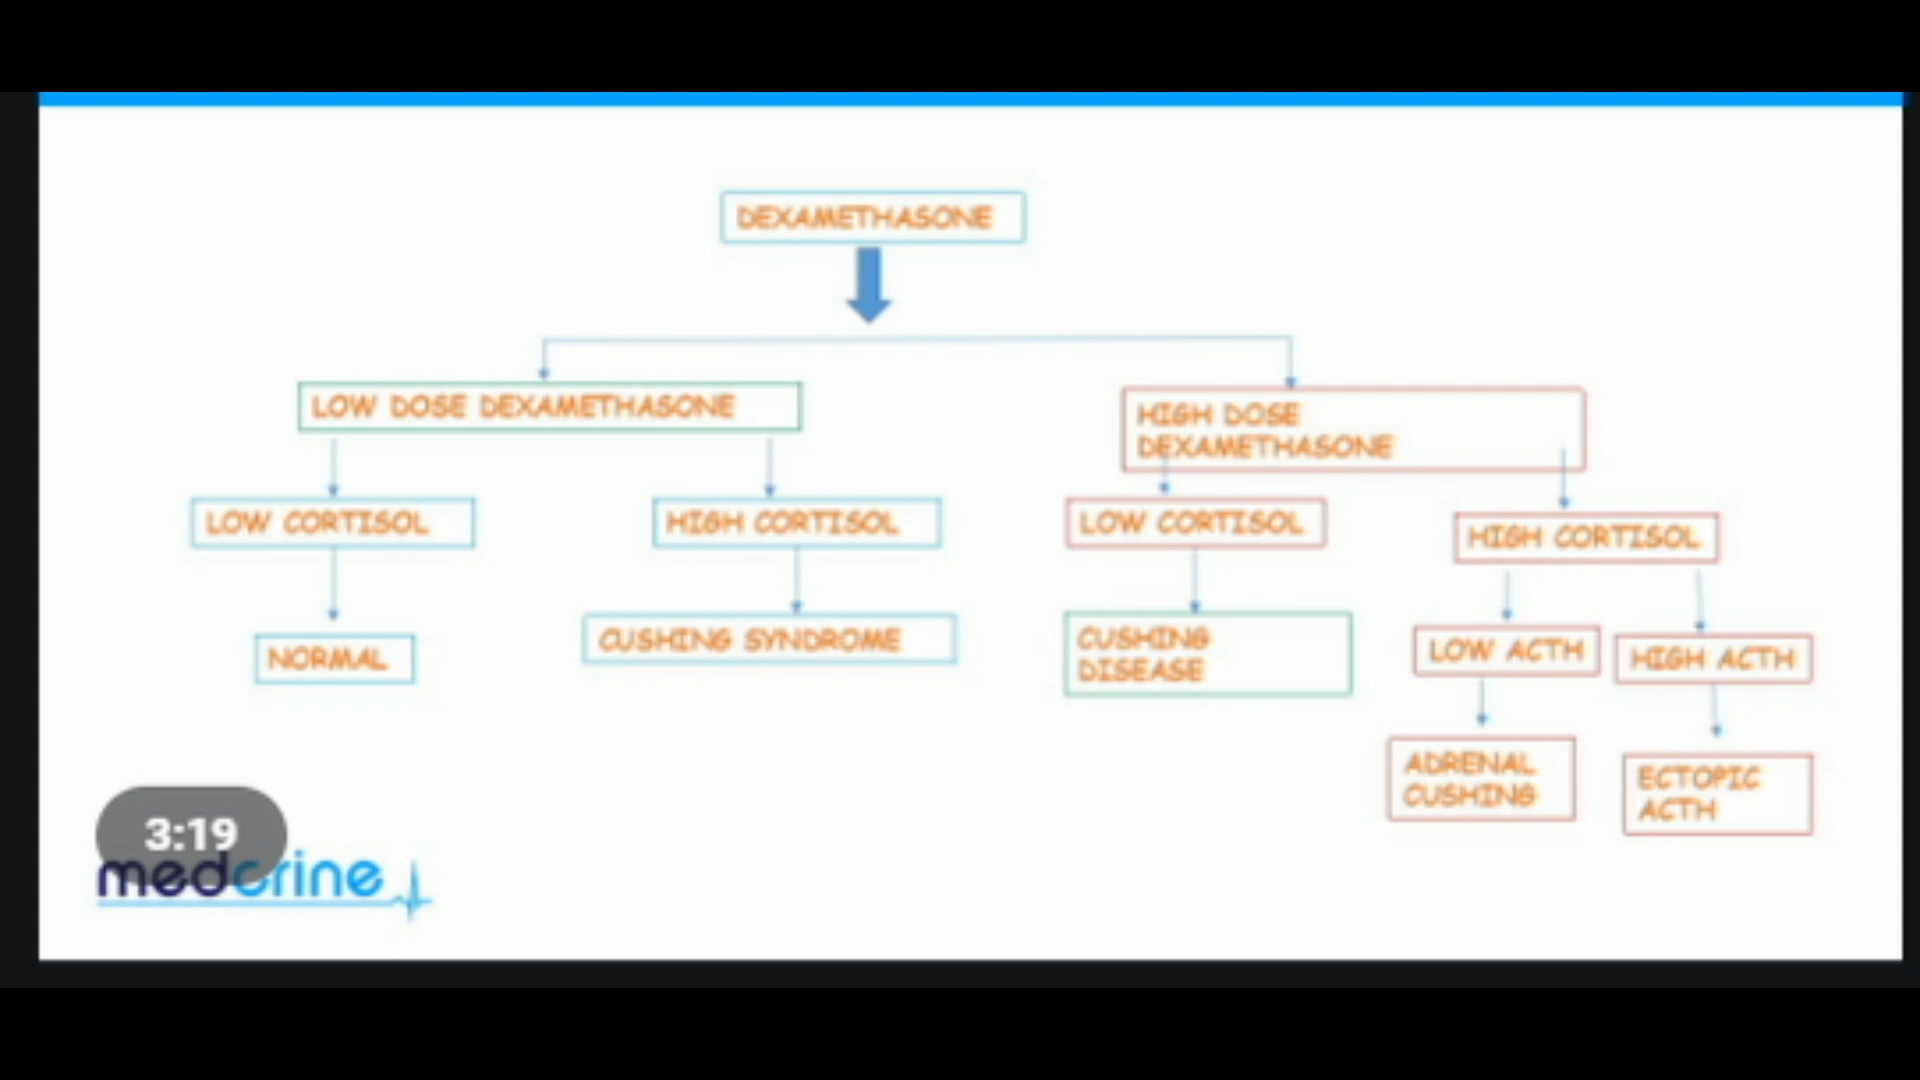 DEXAMETHASONE
LOW DOSE DEXAMETHASONE
HIGH DOSE
DEXAMETHASONE
LOW CORTISOL
HIGH CORTISOL
LOW CORTISOL
HIGH CORTISOL
NORMAL
CUSHING SYNDROME
CUSHING
DISEASE
LOW ACTH
HIGH ACTH
ADRENAL
CUSHING
ECTOPIC
ACTH
3:19
medcrine